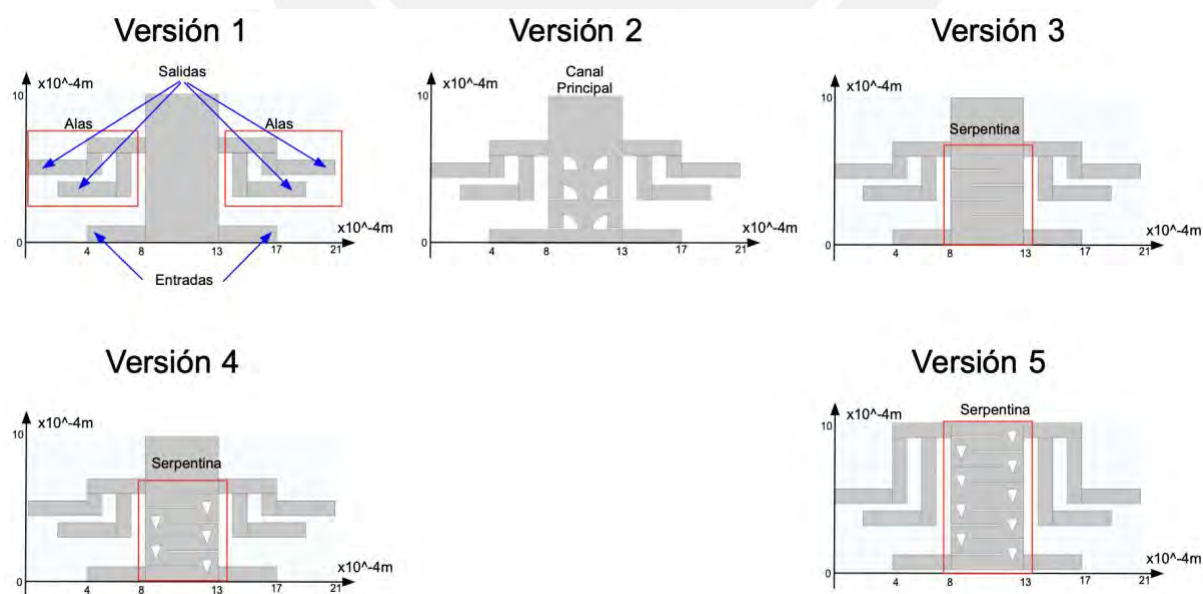 Versión 1
x10^-4m
Salidas
10
Alas
Alas
x10^-4m
0
4
8
13
17
21
Entradas
Versión 2
x10^-4m
Canal
Principal
10
x10^-4m
0
4
8
13
17
21
Versión 3
x10^-4m
10
Serpentina
x10^-4m
0
4
8
13
17
21
Versión 4
x10^-4m
10
Serpentina
x10^-4m
0
4
8
13
17
21
Versión 5
x10^-4m
Serpentina
10
x10^-4m
0
4
8
13
17
21